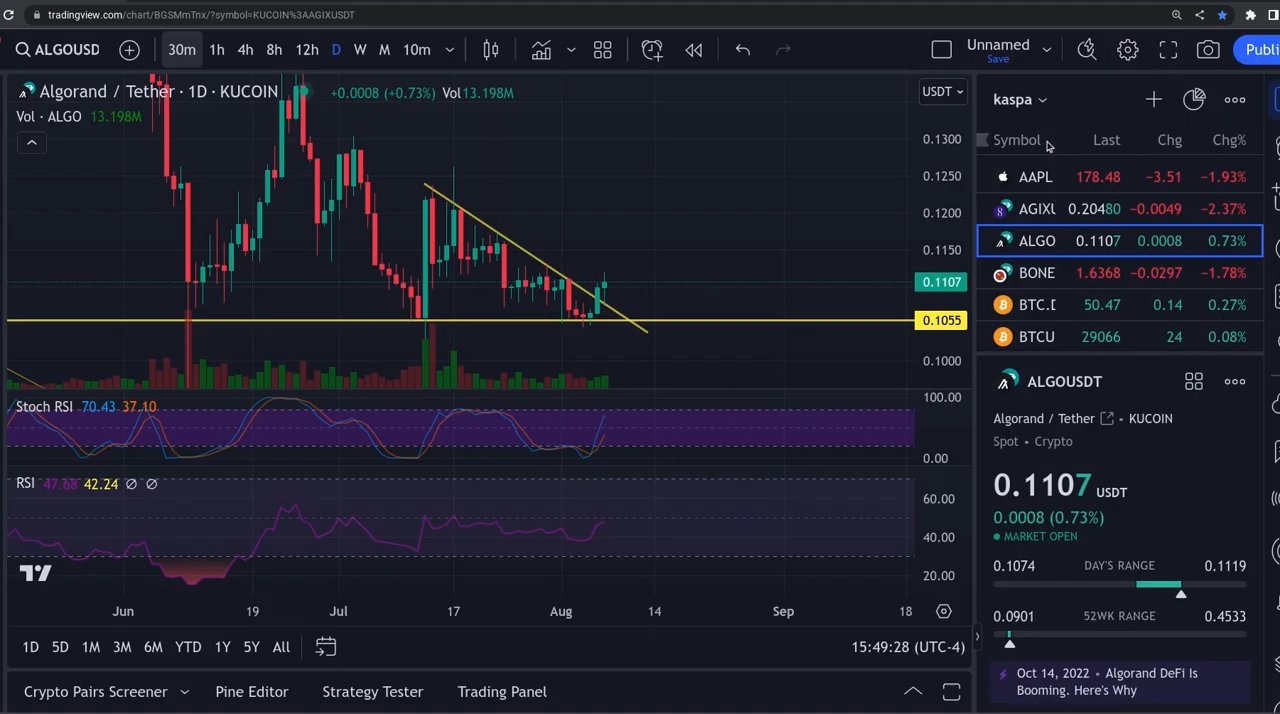 tradingview.com/chart/BGSMmTnx/?symbol=KUCOIN%3AAGIXUSDT
ALGOUSD 30m 1h 4h 8h 12h D W M 10m Unnamed Save Publi
Algorand / Tether · 1D · KUCOIN +0.0008 (+0.73%) Vol 13.198M
Vol · ALGO 13.198M
USDT
0.1300
0.1250
0.1200
0.1150
0.1107
0.1055
0.1000
Stoch RSI 70.43 37.10
100.00
0.00
RSI 47.68 42.24 ∅ ∅
60.00
40.00
20.00
Jun 19 Jul 17 Aug 14 Sep 18
1D 5D 1M 3M 6M YTD 1Y 5Y All 15:49:28 (UTC-4)
Crypto Pairs Screener Pine Editor Strategy Tester Trading Panel
kaspa
Symbol Last Chg Chg%
AAPL 178.48 −3.51 −1.93%
AGIXU 0.20480 −0.0049 −2.37%
ALGO 0.1107 0.0008 0.73%
BONE 1.6368 −0.0297 −1.78%
BTC.D 50.47 0.14 0.27%
BTCU 29066 24 0.08%
ALGOUSDT
Algorand / Tether • KUCOIN
Spot • Crypto
0.1107 USDT
0.0008 (0.73%)
MARKET OPEN
0.1074 DAY'S RANGE 0.1119
0.0901 52WK RANGE 0.4533
Oct 14, 2022 • Algorand DeFi Is
Booming. Here's Why